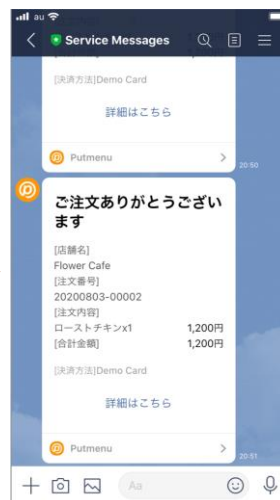 au
Service Messages
[決済方法]Demo Card
詳細はこちら
Putmenu
20:50
ご注文ありがとうござい
ます
[店舗名]
Flower Cafe
[注文番号]
20200803-00002
[注文内容]
ローストチキンx1 1,200円
[合計金額] 1,200円
[決済方法]Demo Card
詳細はこちら
Putmenu
20:51
Aa